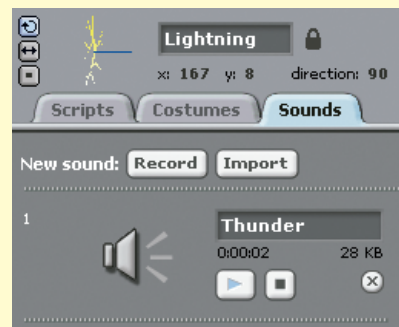 Lightning
x: 167 y: 8 direction: 90
Scripts Costumes Sounds
New sound: Record Import
1
Thunder
0:00:02 28 KB